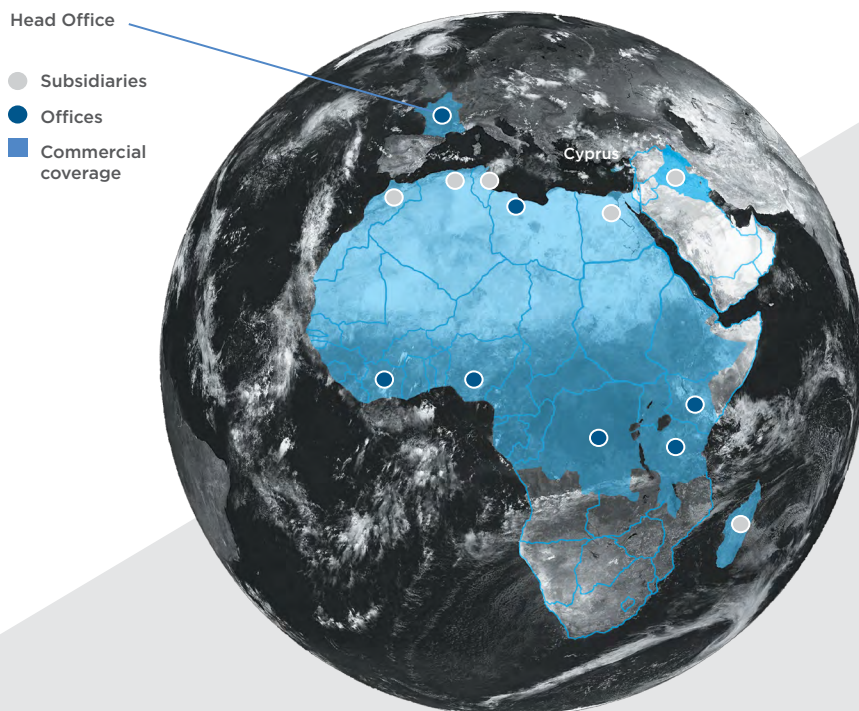 Head Office
Subsidiaries
Offices
Commercial
coverage
Cyprus